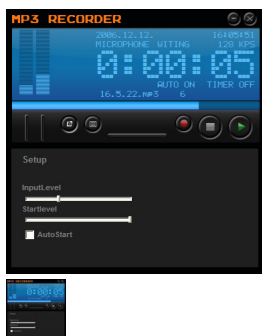 MP3 RECORDER
2006.12.12. 16:05:51
MICROPHONE WITING 128 KPS
0:00:05
AUTO ON TIMER OFF
16.5.22.mp3 6
Setup
InputLevel
Startlevel
AutoStart